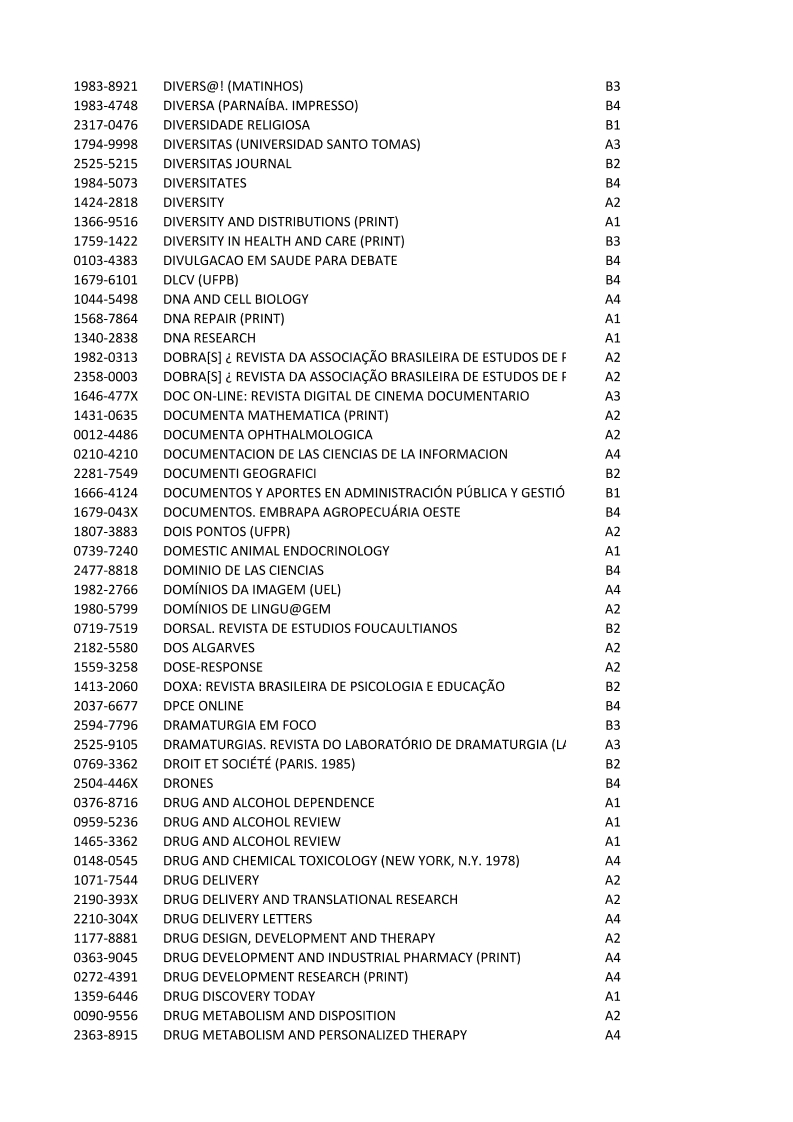 1983-8921 DIVERS@! (MATINHOS) B3
1983-4748 DIVERSA (PARNAÍBA. IMPRESSO) B4
2317-0476 DIVERSIDADE RELIGIOSA B1
1794-9998 DIVERSITAS (UNIVERSIDAD SANTO TOMAS) A3
2525-5215 DIVERSITAS JOURNAL B2
1984-5073 DIVERSITATES B4
1424-2818 DIVERSITY A2
1366-9516 DIVERSITY AND DISTRIBUTIONS (PRINT) A1
1759-1422 DIVERSITY IN HEALTH AND CARE (PRINT) B3
0103-4383 DIVULGACAO EM SAUDE PARA DEBATE B4
1679-6101 DLCV (UFPB) B4
1044-5498 DNA AND CELL BIOLOGY A4
1568-7864 DNA REPAIR (PRINT) A1
1340-2838 DNA RESEARCH A1
1982-0313 DOBRA[S] ¿ REVISTA DA ASSOCIAÇÃO BRASILEIRA DE ESTUDOS DE F A2
2358-0003 DOBRA[S] ¿ REVISTA DA ASSOCIAÇÃO BRASILEIRA DE ESTUDOS DE F A2
1646-477X DOC ON-LINE: REVISTA DIGITAL DE CINEMA DOCUMENTARIO A3
1431-0635 DOCUMENTA MATHEMATICA (PRINT) A2
0012-4486 DOCUMENTA OPHTHALMOLOGICA A2
0210-4210 DOCUMENTACION DE LAS CIENCIAS DE LA INFORMACION A4
2281-7549 DOCUMENTI GEOGRAFICI B2
1666-4124 DOCUMENTOS Y APORTES EN ADMINISTRACIÓN PÚBLICA Y GESTIÓ B1
1679-043X DOCUMENTOS. EMBRAPA AGROPECUÁRIA OESTE B4
1807-3883 DOIS PONTOS (UFPR) A2
0739-7240 DOMESTIC ANIMAL ENDOCRINOLOGY A1
2477-8818 DOMINIO DE LAS CIENCIAS B4
1982-2766 DOMÍNIOS DA IMAGEM (UEL) A4
1980-5799 DOMÍNIOS DE LINGU@GEM A2
0719-7519 DORSAL. REVISTA DE ESTUDIOS FOUCAULTIANOS B2
2182-5580 DOS ALGARVES A2
1559-3258 DOSE-RESPONSE A2
1413-2060 DOXA: REVISTA BRASILEIRA DE PSICOLOGIA E EDUCAÇÃO B2
2037-6677 DPCE ONLINE B4
2594-7796 DRAMATURGIA EM FOCO B3
2525-9105 DRAMATURGIAS. REVISTA DO LABORATÓRIO DE DRAMATURGIA (LA A3
0769-3362 DROIT ET SOCIÉTÉ (PARIS. 1985) B2
2504-446X DRONES B4
0376-8716 DRUG AND ALCOHOL DEPENDENCE A1
0959-5236 DRUG AND ALCOHOL REVIEW A1
1465-3362 DRUG AND ALCOHOL REVIEW A1
0148-0545 DRUG AND CHEMICAL TOXICOLOGY (NEW YORK, N.Y. 1978) A4
1071-7544 DRUG DELIVERY A2
2190-393X DRUG DELIVERY AND TRANSLATIONAL RESEARCH A2
2210-304X DRUG DELIVERY LETTERS A4
1177-8881 DRUG DESIGN, DEVELOPMENT AND THERAPY A2
0363-9045 DRUG DEVELOPMENT AND INDUSTRIAL PHARMACY (PRINT) A4
0272-4391 DRUG DEVELOPMENT RESEARCH (PRINT) A4
1359-6446 DRUG DISCOVERY TODAY A1
0090-9556 DRUG METABOLISM AND DISPOSITION A2
2363-8915 DRUG METABOLISM AND PERSONALIZED THERAPY A4